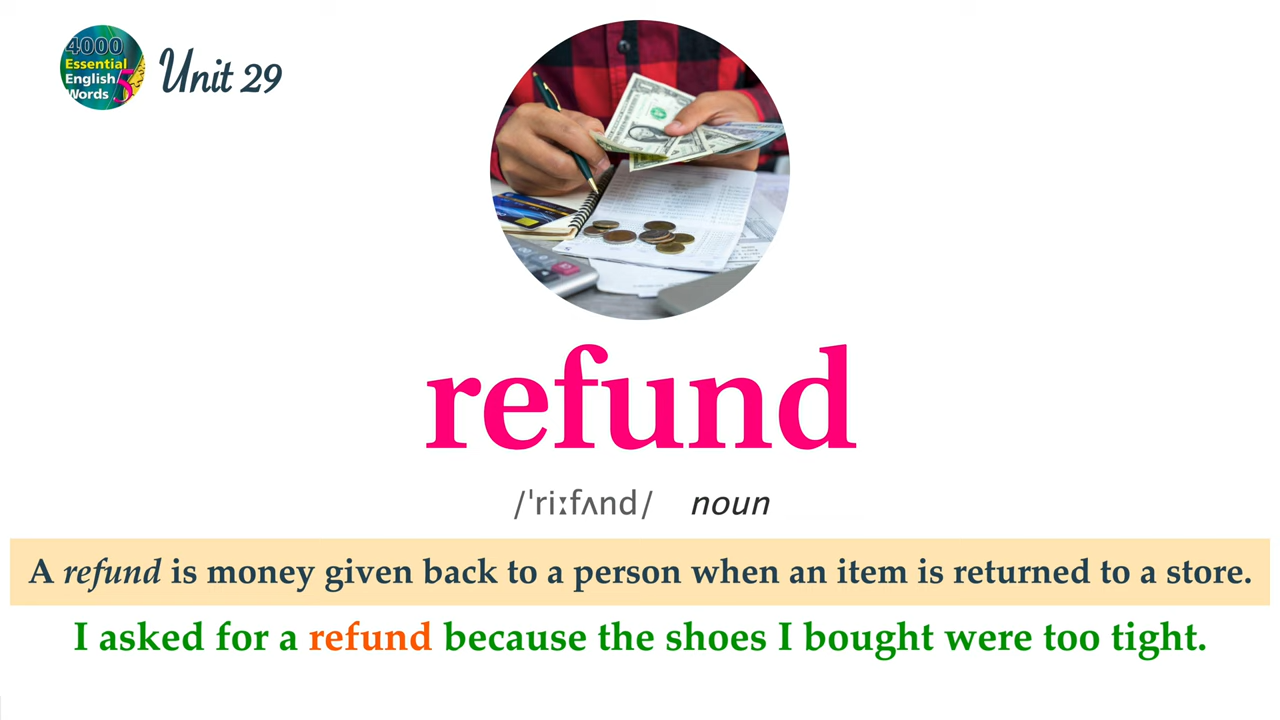 4000
Essential
English
Words 5
Unit 29
refund
/ˈriːfʌnd/ noun
A refund is money given back to a person when an item is returned to a store.
I asked for a refund because the shoes I bought were too tight.